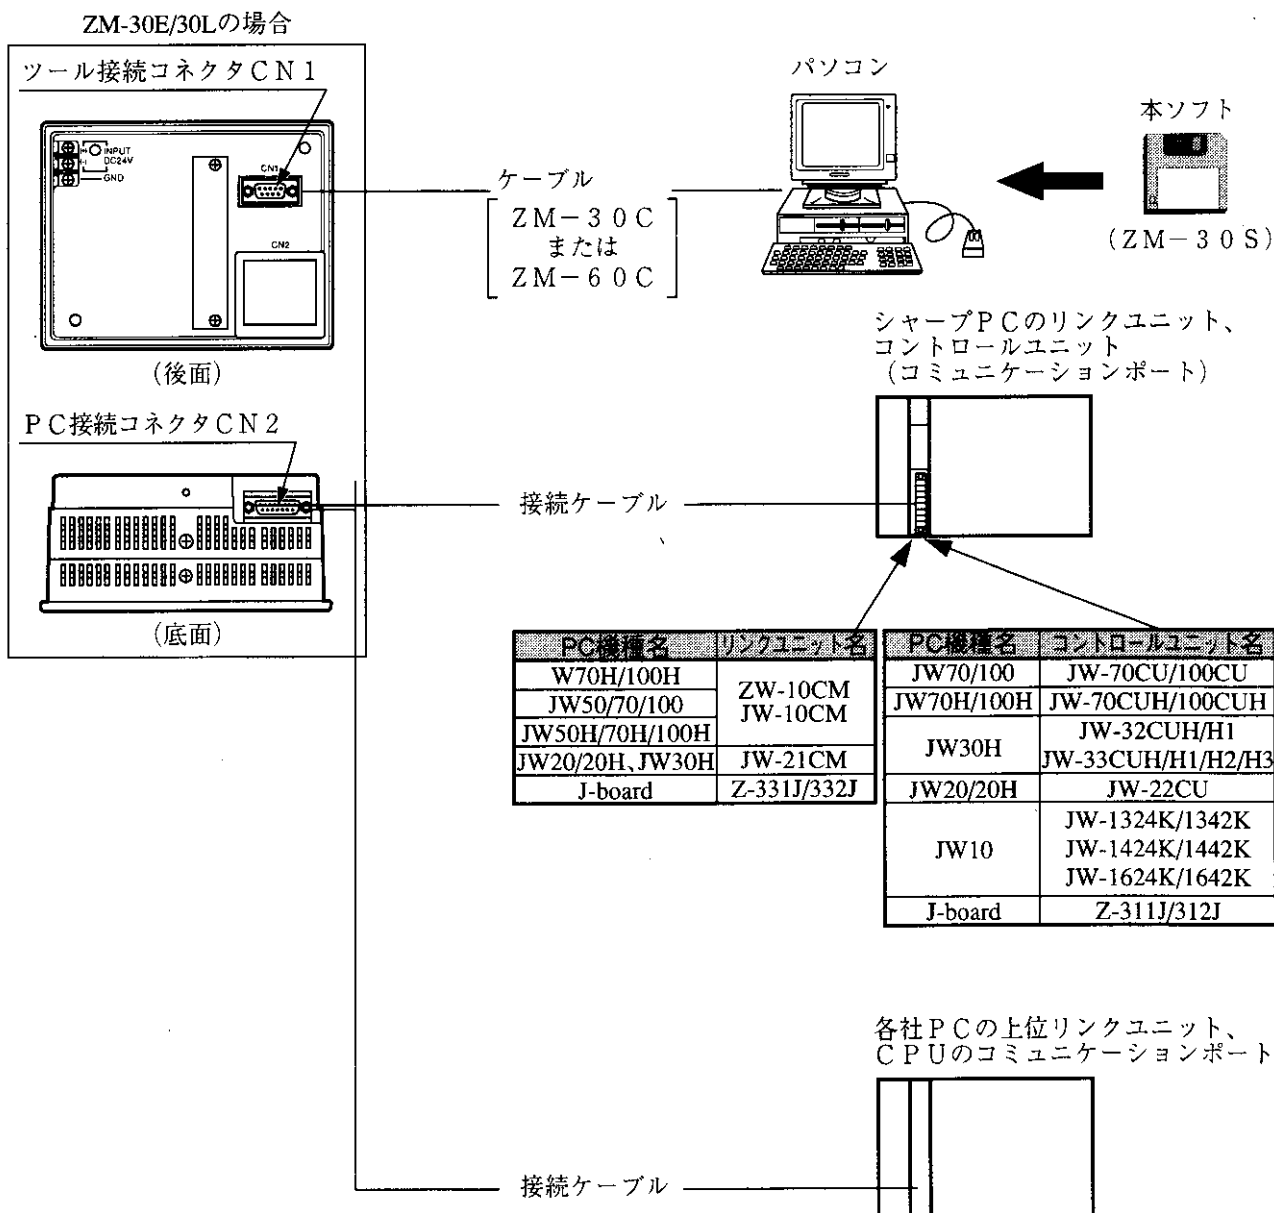 ZM-30E/30Lの場合
ツール接続コネクタCN1
INPUT
DC24V
(+)
(-)
GND
CN1
CN2
(後面)
PC接続コネクタCN2
(底面)
ケーブル
ZM-30C
または
ZM-60C
パソコン
本ソフト
(ZM-30S)
シャープPCのリンクユニット、
コントロールユニット
(コミュニケーションポート)
接続ケーブル
PC機種名 リンクユニット名
W70H/100H
JW50/70/100
JW50H/70H/100H
ZW-10CM
JW-10CM
JW20/20H、JW30H JW-21CM
J-board Z-331J/332J
PC機種名 コントロールユニット名
JW70/100 JW-70CU/100CU
JW70H/100H JW-70CUH/100CUH
JW30H
JW-32CUH/H1
JW-33CUH/H1/H2/H3
JW20/20H JW-22CU
JW10
JW-1324K/1342K
JW-1424K/1442K
JW-1624K/1642K
J-board Z-311J/312J
各社PCの上位リンクユニット、
CPUのコミュニケーションポート
接続ケーブル